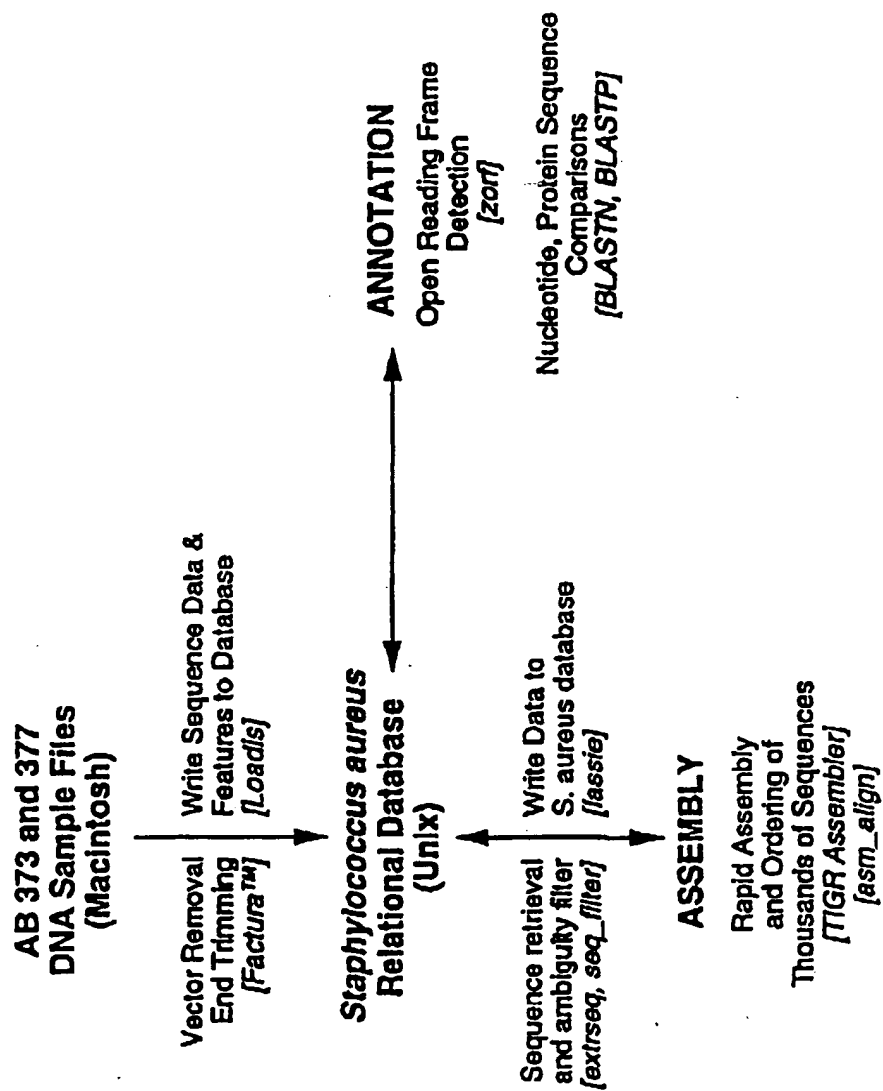 AB 373 and 377
DNA Sample Files
(Macintosh)
Vector Removal
End Trimming
[Factura™]
Write Sequence Data &
Features to Database
[Loadis]
Staphylococcus aureus
Relational Database
(Unix)
ANNOTATION
Open Reading Frame
Detection
[zorf]
Nucleotide, Protein Sequence
Comparisons
[BLASTN, BLASTP]
Sequence retrieval
and ambiguity filter
[extrseq, seq_filter]
Write Data to
S. aureus database
[lassie]
ASSEMBLY
Rapid Assembly
and Ordering of
Thousands of Sequences
[TIGR Assembler]
[asm_align]